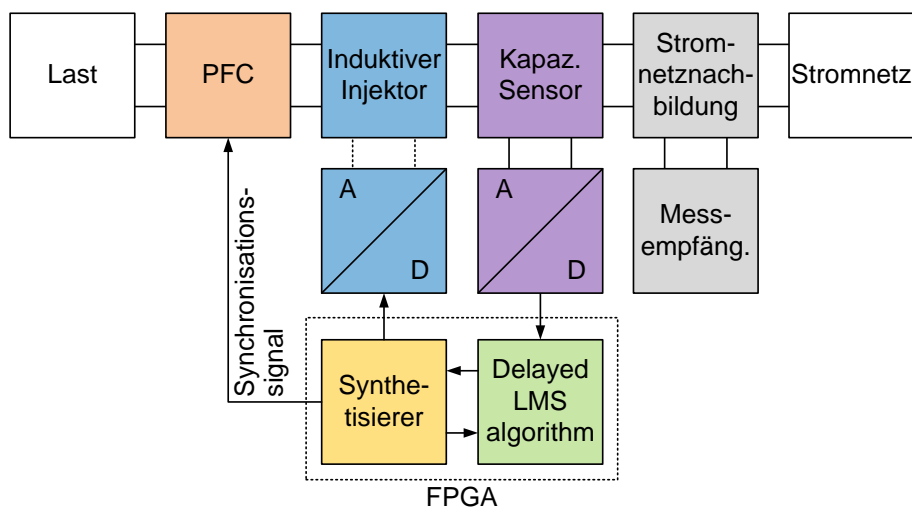 Last
PFC
Induktiver
Injektor
Kapaz.
Sensor
Strom-
netznach-
bildung
Stromnetz
A
D
A
D
Mess-
empfäng.
Synchronisations-
signal
Synthe-
tisierer
Delayed
LMS
algorithm
FPGA